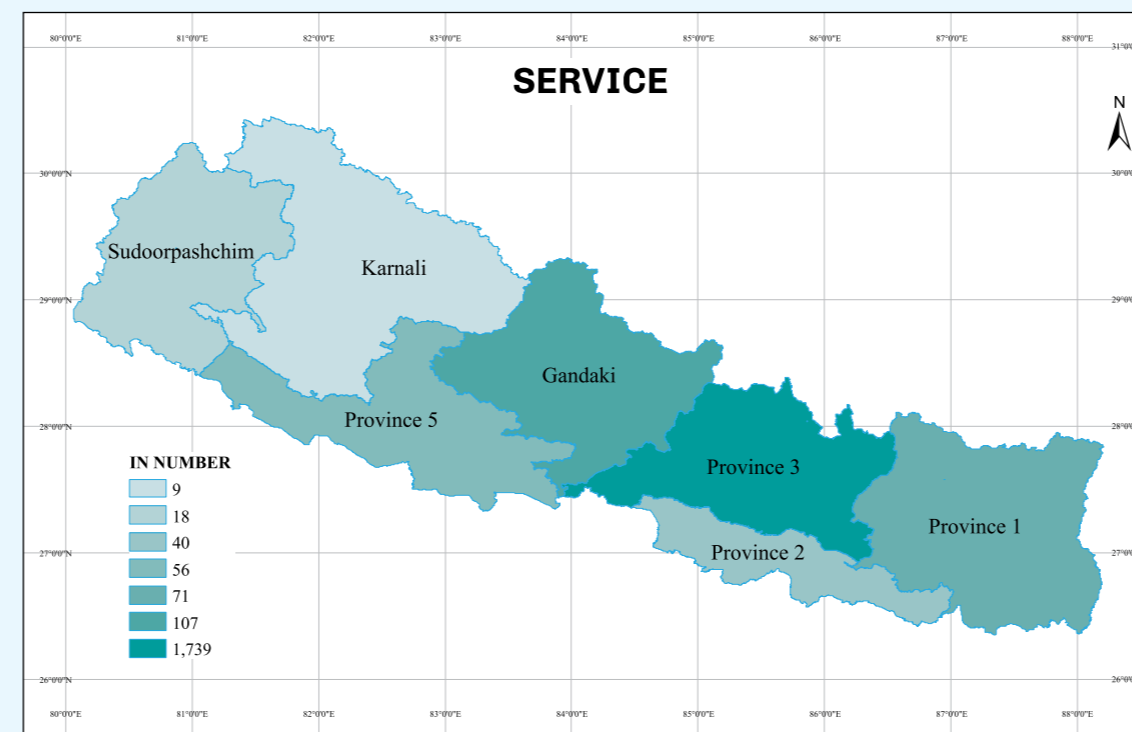 80°0'0"E 81°0'0"E 82°0'0"E 83°0'0"E 84°0'0"E 85°0'0"E 86°0'0"E 87°0'0"E 88°0'0"E
SERVICE
N
30°0'0"N 30°0'0"N
Sudoorpashchim
Karnali
29°0'0"N 29°0'0"N
Gandaki
Province 5
28°0'0"N 28°0'0"N
Province 3
Province 1
Province 2
27°0'0"N 27°0'0"N
IN NUMBER
9
18
40
56
71
107
1,739
26°0'0"N
80°0'0"E 81°0'0"E 82°0'0"E 83°0'0"E 84°0'0"E 85°0'0"E 86°0'0"E 87°0'0"E 88°0'0"E